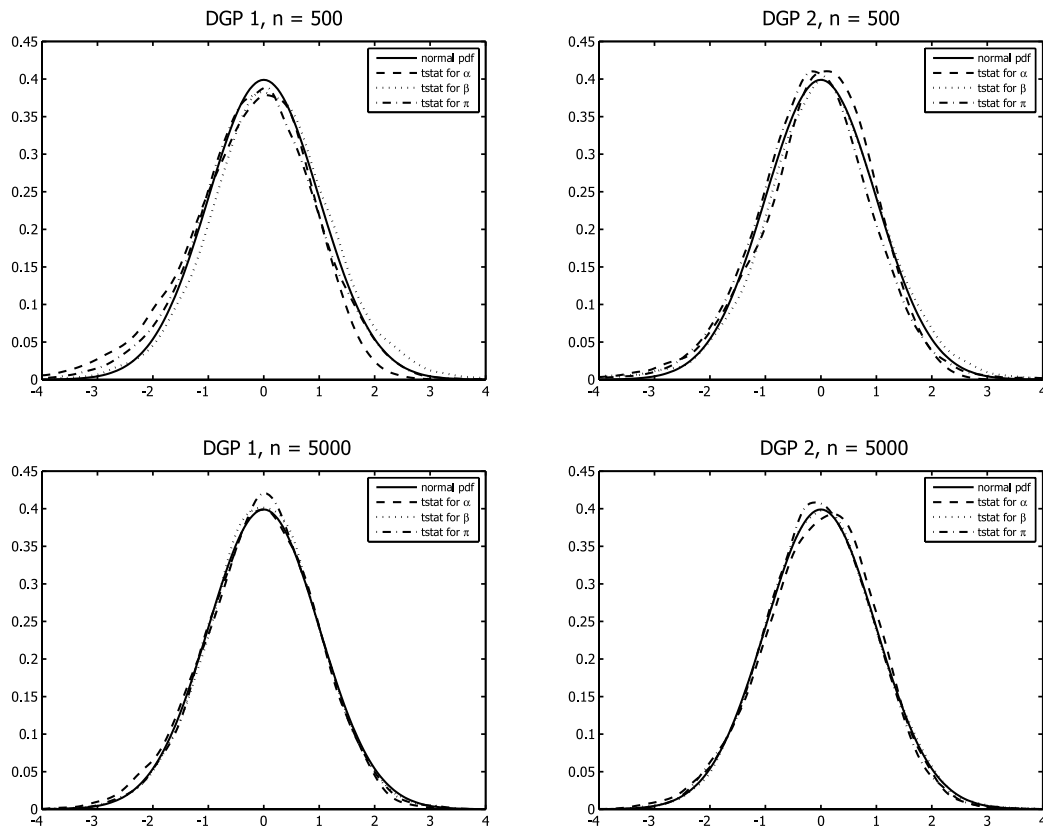 DGP 1, n = 500
0.45
0.4
0.35
0.3
0.25
0.2
0.15
0.1
0.05
0
-4 -3 -2 -1 0 1 2 3 4
normal pdf
tstat for α
tstat for β
tstat for π
DGP 2, n = 500
0.45
0.4
0.35
0.3
0.25
0.2
0.15
0.1
0.05
0
-4 -3 -2 -1 0 1 2 3 4
normal pdf
tstat for α
tstat for β
tstat for π
DGP 1, n = 5000
0.45
0.4
0.35
0.3
0.25
0.2
0.15
0.1
0.05
0
-4 -3 -2 -1 0 1 2 3 4
normal pdf
tstat for α
tstat for β
tstat for π
DGP 2, n = 5000
0.45
0.4
0.35
0.3
0.25
0.2
0.15
0.1
0.05
0
-4 -3 -2 -1 0 1 2 3 4
normal pdf
tstat for α
tstat for β
tstat for π